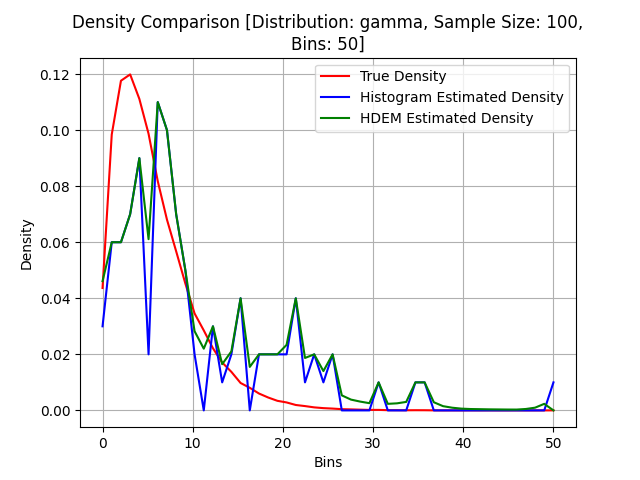 Density Comparison [Distribution: gamma, Sample Size: 100,
Bins: 50]
True Density
Histogram Estimated Density
HDEM Estimated Density
Density
0.12
0.10
0.08
0.06
0.04
0.02
0.00
0
10
20
30
40
50
Bins